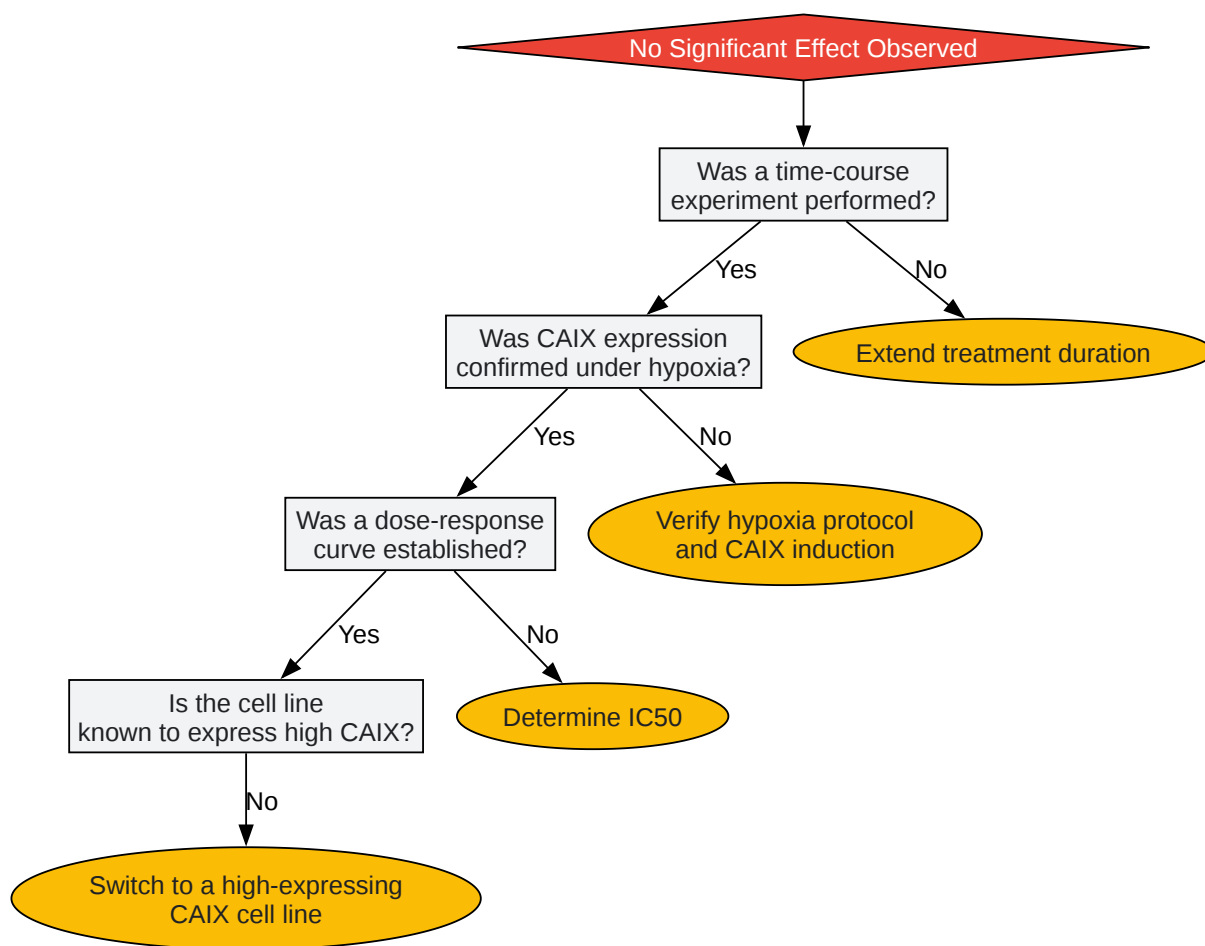 No Significant Effect Observed
Was a time-course
experiment performed?
Yes
No
Was CAIX expression
confirmed under hypoxia?
Extend treatment duration
Yes
No
Was a dose-response
curve established?
Verify hypoxia protocol
and CAIX induction
Yes
No
Is the cell line
known to express high CAIX?
Determine IC50
No
Switch to a high-expressing
CAIX cell line